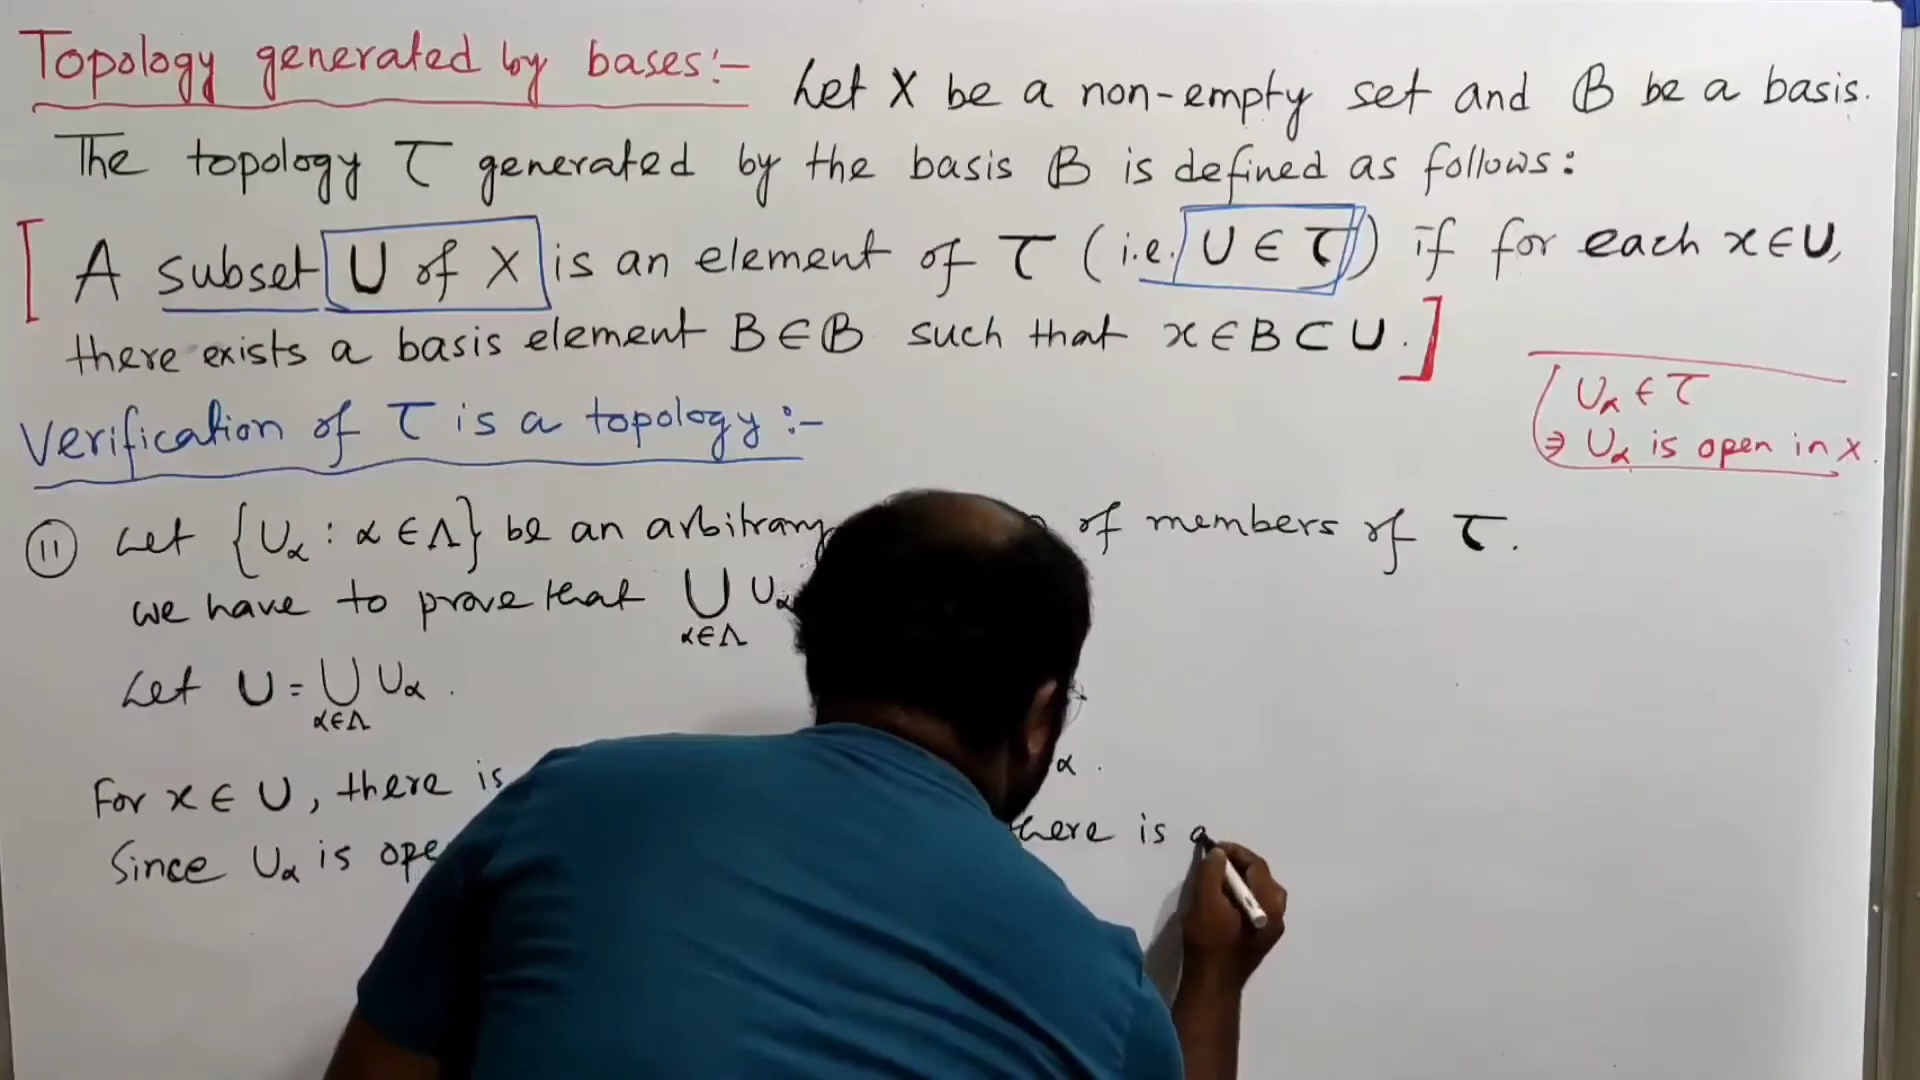 Topology generated by bases:- Let X be a non-empty set and B be a basis.
The topology τ generated by the basis B is defined as follows:
[ A subset U of X is an element of τ (i.e. U ∈ τ) if for each x ∈ U,
there exists a basis element B ∈ B such that x ∈ B ⊂ U. ]
Uα ∈ τ
⇒ Uα is open in X.
Verification of τ is a topology:-
(11) Let {Uα : α ∈ Λ} be an arbitrary of members of τ.
we have to prove that ⋃ Uα
α∈Λ
Let U = ⋃ Uα .
α∈Λ
For x ∈ U, there is α .
Since Uα is ope here is a